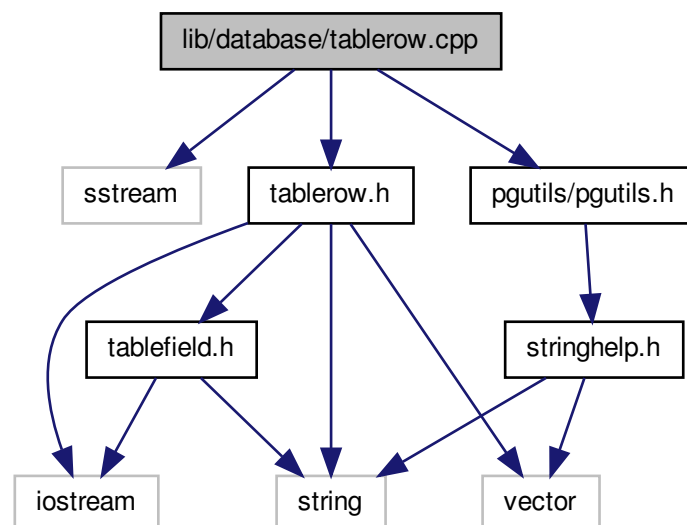 lib/database/tablerow.cpp
sstream
tablerow.h
pgutils/pgutils.h
tablefield.h
stringhelp.h
iostream
string
vector